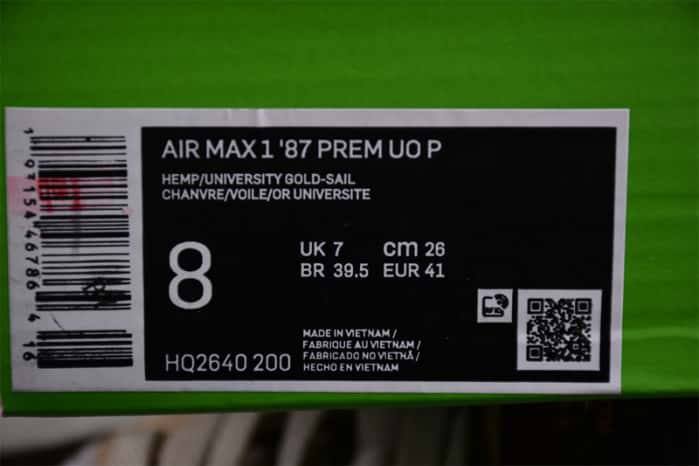 AIR MAX 1 '87 PREM UO P
HEMP/UNIVERSITY GOLD-SAIL
CHANVRE/VOILE/OR UNIVERSITE
8
UK 7 cm 26
BR 39.5 EUR 41
HQ2640 200
MADE IN VIETNAM /
FABRIQUE AU VIETNAM /
FABRICADO NO VIETNÃ /
HECHO EN VIETNAM